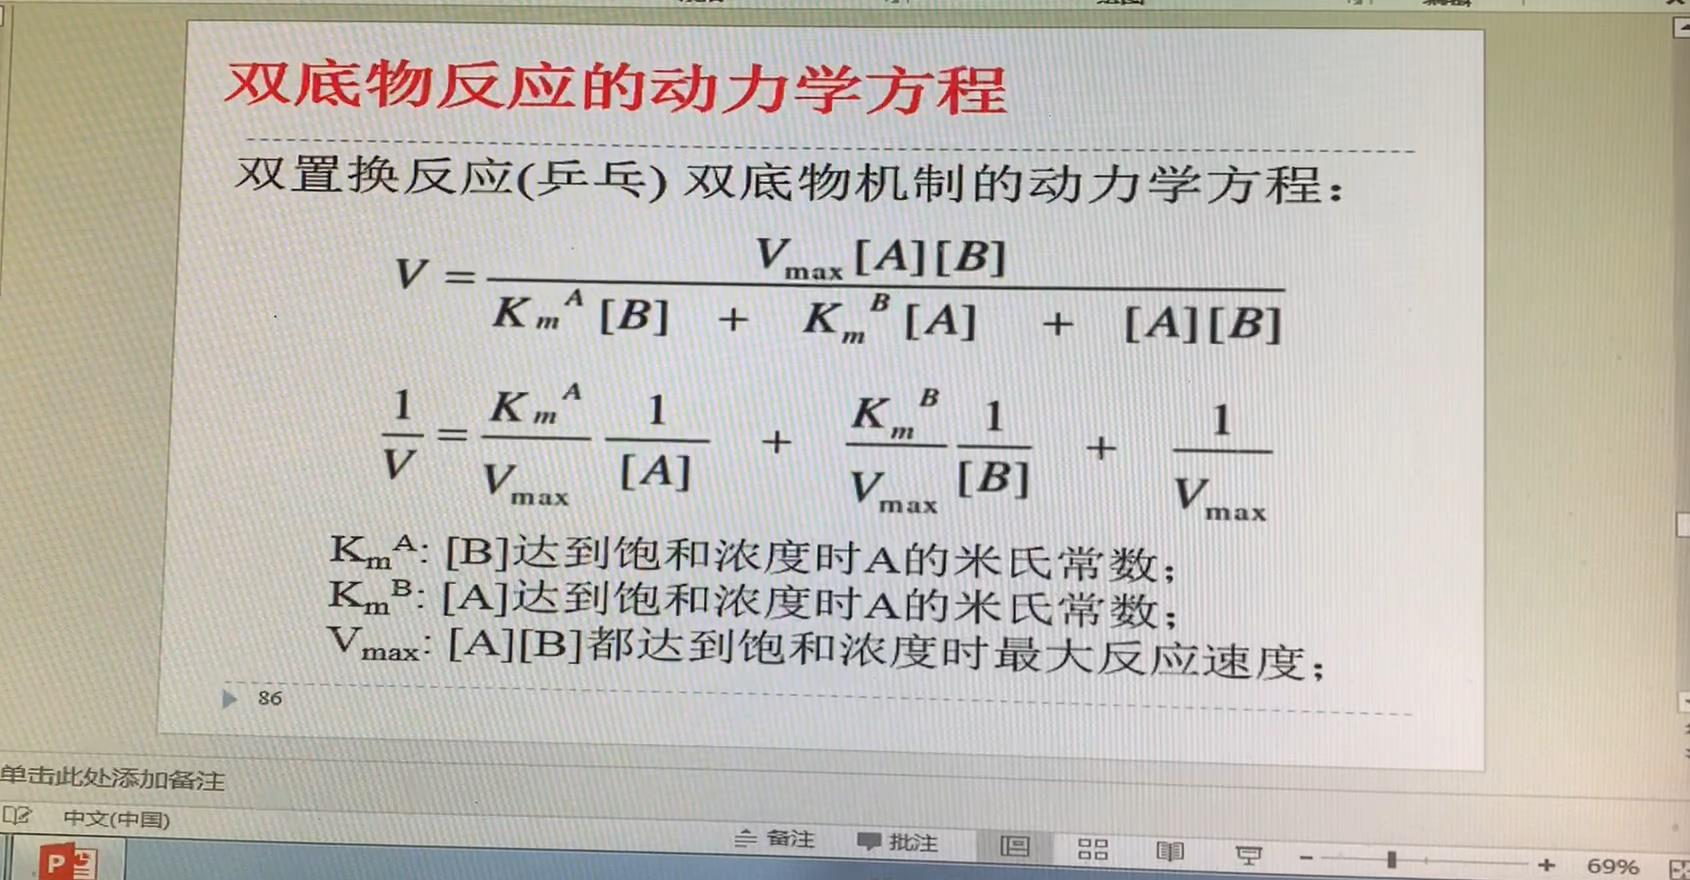 双底物反应的动力学方程
双置换反应(乒乓) 双底物机制的动力学方程:
V = Vmax [A][B] / (Km^A [B] + Km^B [A] + [A][B])
1/V = Km^A/Vmax 1/[A] + Km^B/Vmax 1/[B] + 1/Vmax
Km^A: [B]达到饱和浓度时A的米氏常数;
Km^B: [A]达到饱和浓度时A的米氏常数;
Vmax: [A][B]都达到饱和浓度时最大反应速度;
86
单击此处添加备注
中文(中国)
备注 批注 69%
P